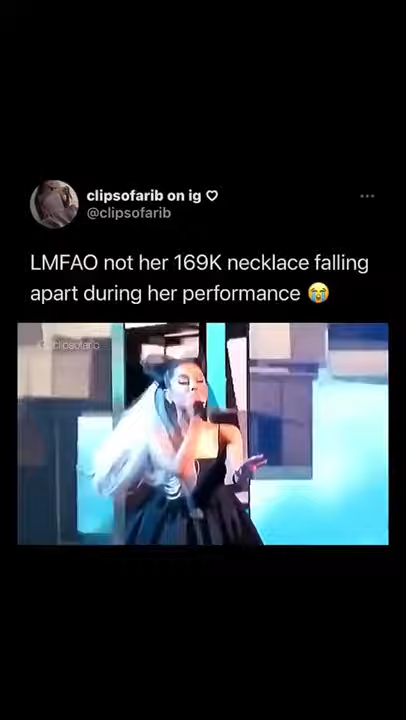 clipsofarib on ig ♡
@clipsofarib
LMFAO not her 169K necklace falling
apart during her performance 😭
@clipsofarib